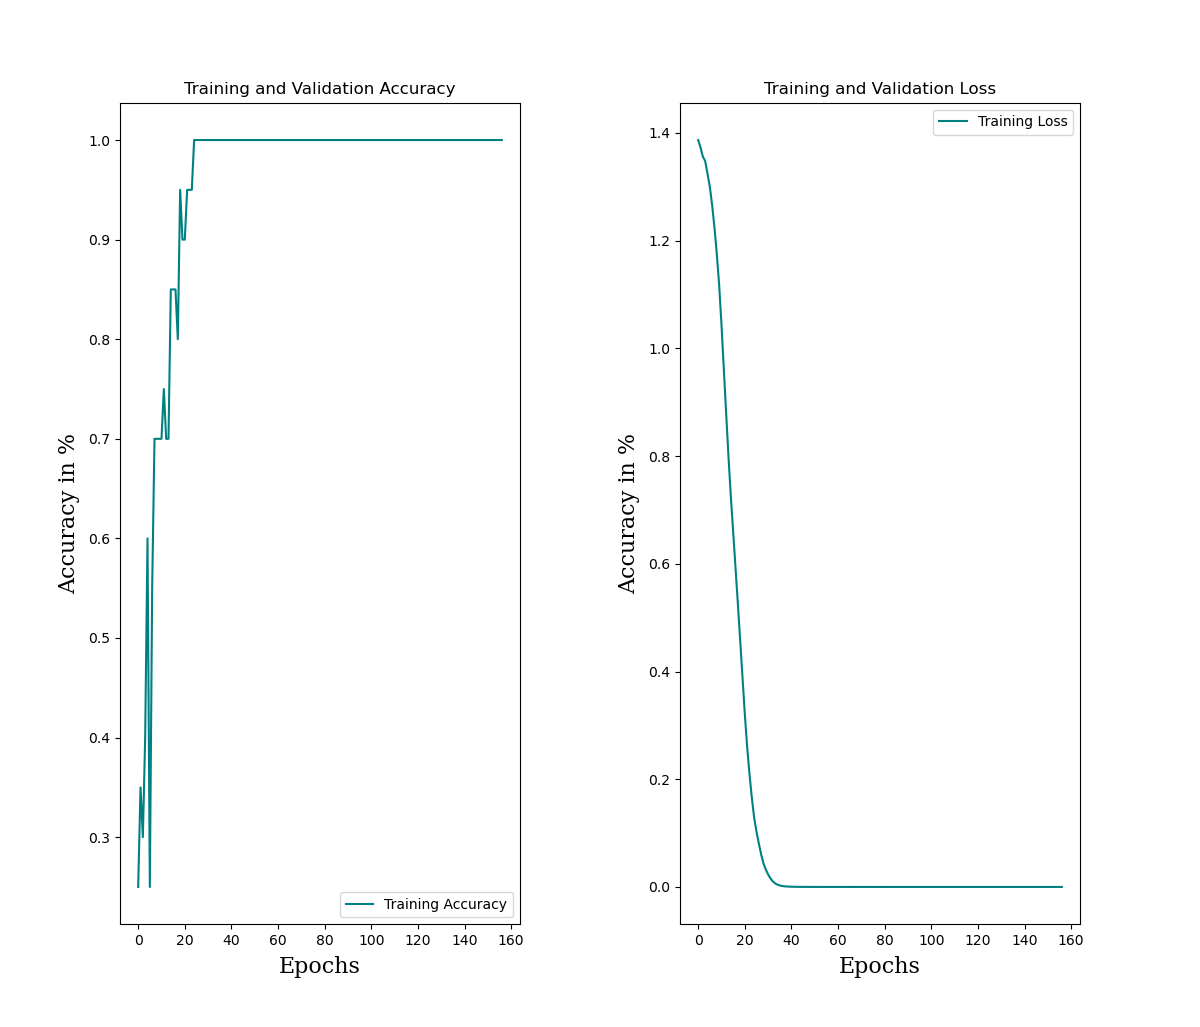 Training and Validation Accuracy
1.0
0.9
0.8
0.7
0.6
0.5
0.4
0.3
Accuracy in %
Training Accuracy
0 20 40 60 80 100 120 140 160
Epochs
Training and Validation Loss
Training Loss
1.4
1.2
1.0
0.8
0.6
0.4
0.2
0.0
Accuracy in %
0 20 40 60 80 100 120 140 160
Epochs